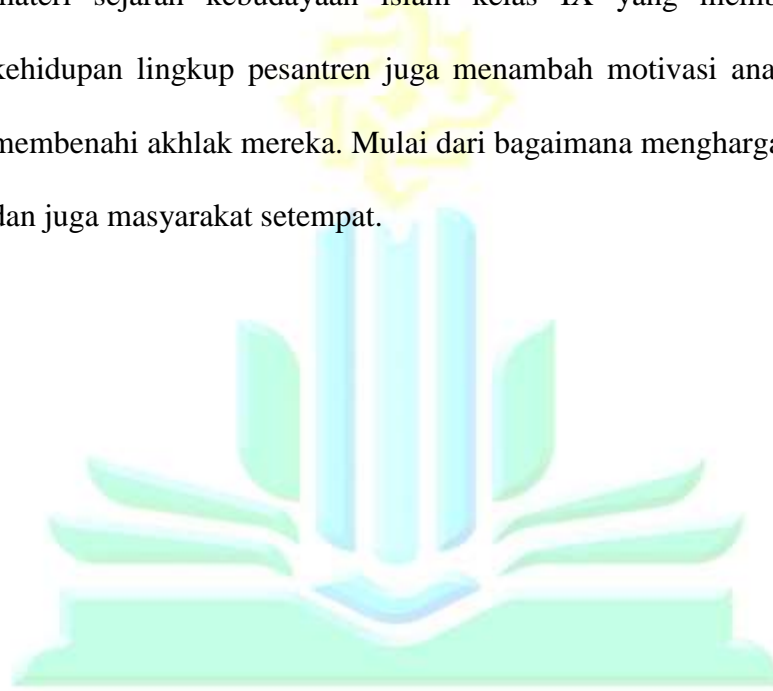 materi sejarah kebudayaan islam kelas IX yang
kehidupan lingkup pesantren juga menambah motivasi
membenahi akhlak mereka. Mulai dari bagaimana
dan juga masyarakat setempat.